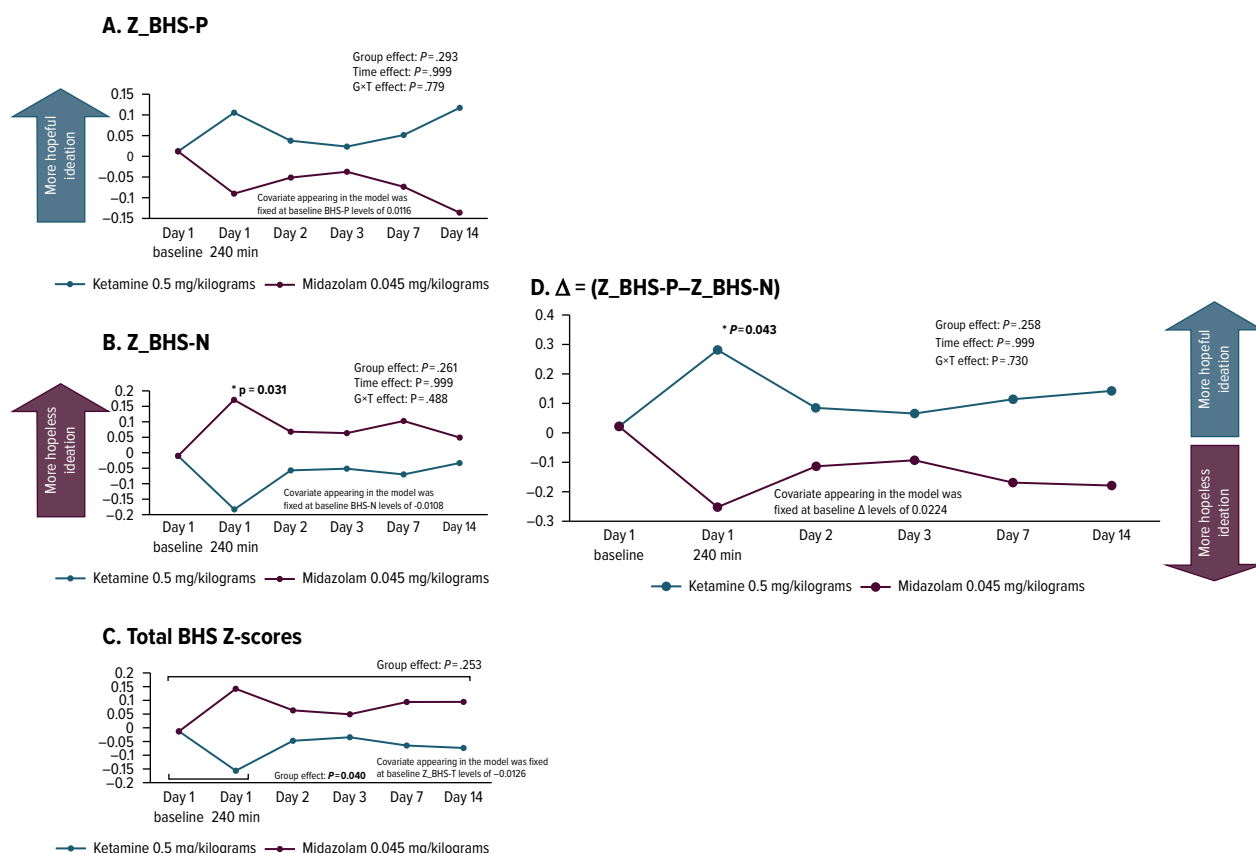 A. Z_BHS-P
Group effect: P=.293
Time effect: P=.999
G×T effect: P=.779
More hopeful
ideation
0.15
0.1
0.05
0
−0.05
−0.1
−0.15
Covariate appearing in the model was
fixed at baseline BHS-P levels of 0.0116
Day 1 baseline
Day 1 240 min
Day 2
Day 3
Day 7
Day 14
Ketamine 0.5 mg/kilograms
Midazolam 0.045 mg/kilograms
B. Z_BHS-N
Group effect: P=.261
Time effect: P=.999
G×T effect: P=.488
* p = 0.031
More hopeless
ideation
0.2
0.15
0.1
0.05
0
−0.05
−0.1
−0.15
−0.2
Covariate appearing in the model was
fixed at baseline BHS-N levels of -0.0108
Day 1 baseline
Day 1 240 min
Day 2
Day 3
Day 7
Day 14
Ketamine 0.5 mg/kilograms
Midazolam 0.045 mg/kilograms
C. Total BHS Z-scores
Group effect: P=.253
0.2
0.15
0.1
0.05
0
−0.05
−0.1
−0.15
−0.2
Group effect: P=0.040
Covariate appearing in the model was fixed
at baseline Z_BHS-T levels of −0.0126
Day 1 baseline
Day 1 240 min
Day 2
Day 3
Day 7
Day 14
Ketamine 0.5 mg/kilograms
Midazolam 0.045 mg/kilograms
D. Δ = (Z_BHS-P–Z_BHS-N)
* P=0.043
Group effect: P=.258
Time effect: P=.999
G×T effect: P=.730
0.4
0.3
0.2
0.1
0
−0.1
−0.2
−0.3
Covariate appearing in the model was
fixed at baseline Δ levels of 0.0224
Day 1 baseline
Day 1 240 min
Day 2
Day 3
Day 7
Day 14
Ketamine 0.5 mg/kilograms
Midazolam 0.045 mg/kilograms
More hopeful
ideation
More hopeless
ideation